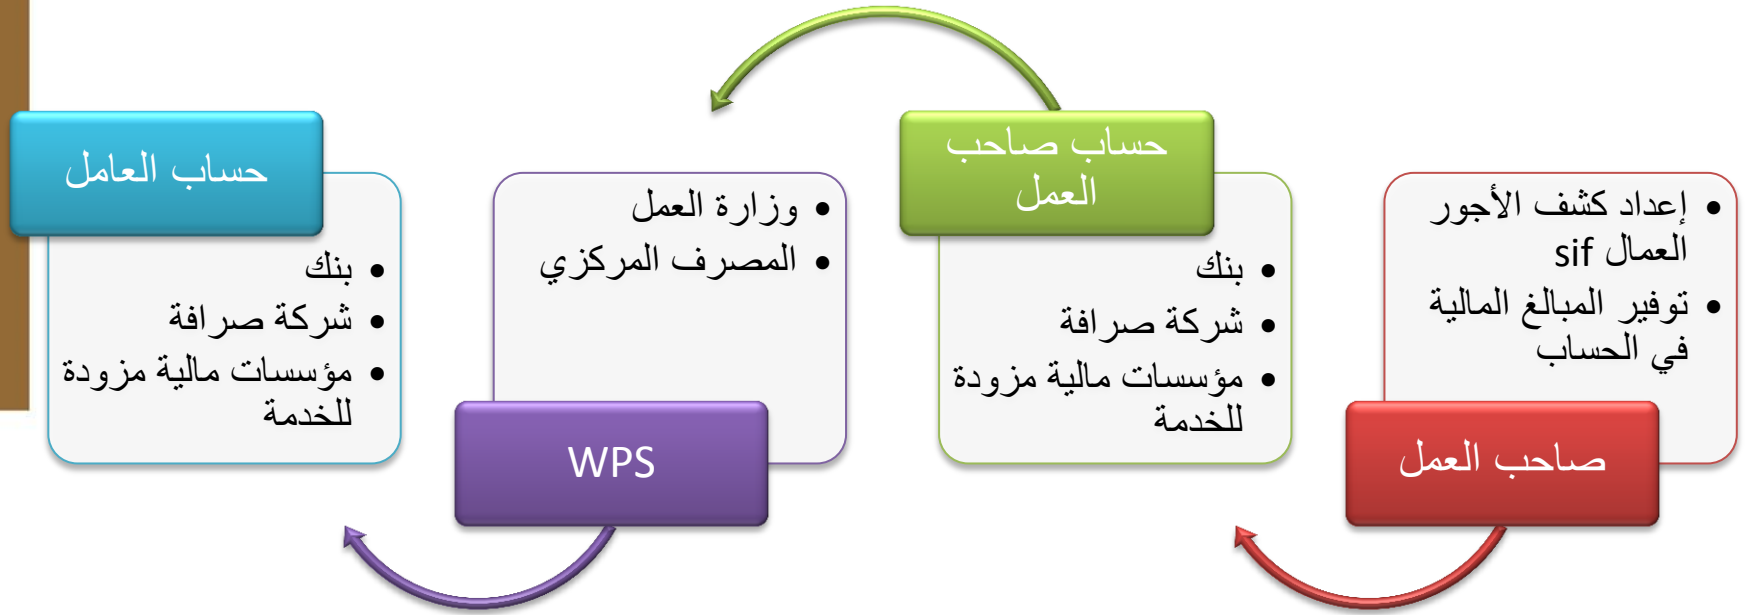 • إعداد كشف الأجور
العمال sif
• توفير المبالغ المالية
في الحساب
صاحب العمل
حساب صاحب
العمل
• بنك
• شركة صرافة
• مؤسسات مالية مزودة
للخدمة
• وزارة العمل
• المصرف المركزي
WPS
حساب العامل
• بنك
• شركة صرافة
• مؤسسات مالية مزودة
للخدمة